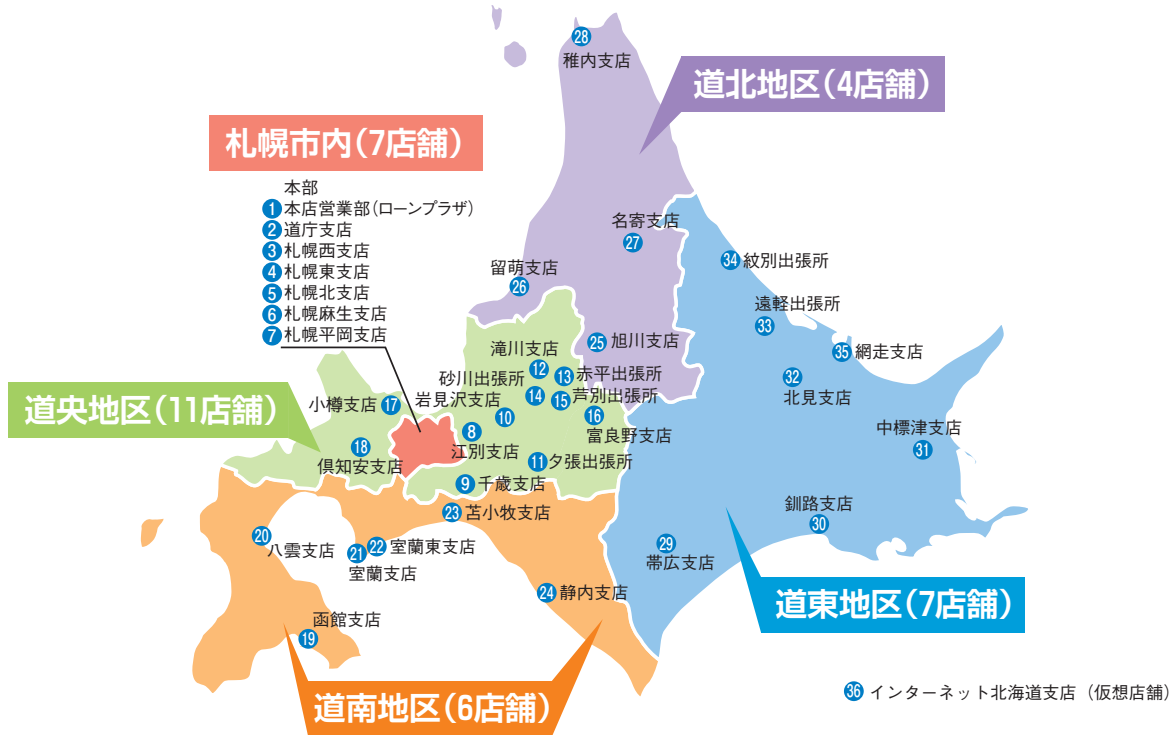 28
稚内支店
道北地区(4店舗)
札幌市内(7店舗)
本部
1 本店営業部(ローンプラザ)
2 道庁支店
3 札幌西支店
4 札幌東支店
5 札幌北支店
6 札幌麻生支店
7 札幌平岡支店
名寄支店
27
34 紋別出張所
留萌支店
26
遠軽出張所
33
25 旭川支店
35 網走支店
滝川支店
12
13 赤平出張所
砂川出張所
14
15 芦別出張所
32
北見支店
道央地区(11店舗)
小樽支店 17
岩見沢支店
10
16
富良野支店
8
江別支店
中標津支店
31
18
倶知安支店
11 夕張出張所
9 千歳支店
23 苫小牧支店
釧路支店
30
20
八雲支店
21
室蘭支店
22 室蘭東支店
29
帯広支店
24 静内支店
道東地区(7店舗)
函館支店
19
道南地区(6店舗)
36 インターネット北海道支店(仮想店舗)